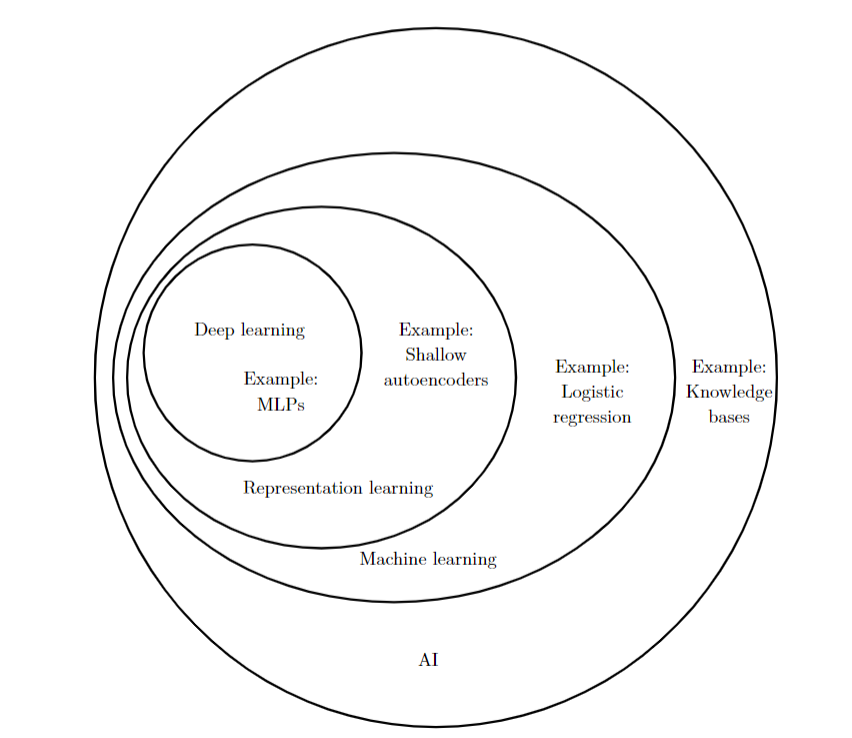 Deep learning
Example:
MLPs
Example:
Shallow
autoencoders
Example:
Logistic
regression
Example:
Knowledge
bases
Representation learning
Machine learning
AI